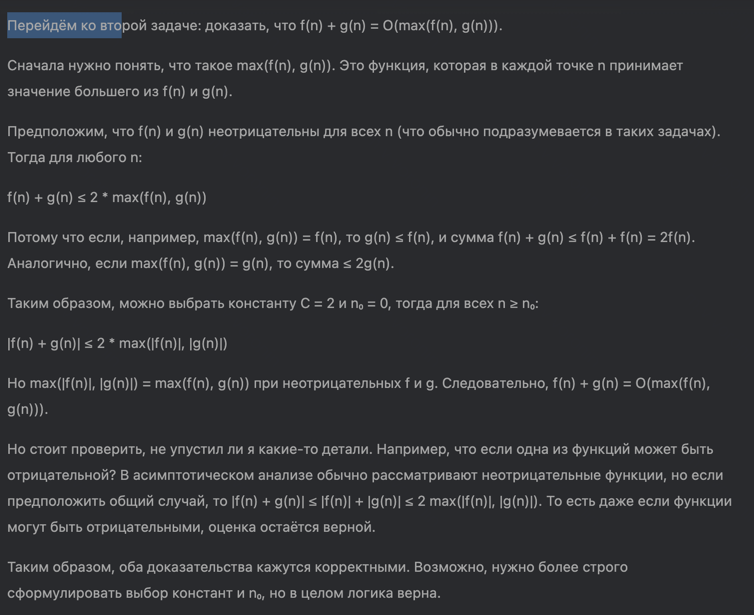 Перейдём ко второй задаче: доказать, что f(n) + g(n) = O(max(f(n), g(n))).
Сначала нужно понять, что такое max(f(n), g(n)). Это функция, которая в каждой точке n принимает
значение большего из f(n) и g(n).
Предположим, что f(n) и g(n) неотрицательны для всех n (что обычно подразумевается в таких задачах).
Тогда для любого n:
f(n) + g(n) ≤ 2 * max(f(n), g(n))
Потому что если, например, max(f(n), g(n)) = f(n), то g(n) ≤ f(n), и сумма f(n) + g(n) ≤ f(n) + f(n) = 2f(n).
Аналогично, если max(f(n), g(n)) = g(n), то сумма ≤ 2g(n).
Таким образом, можно выбрать константу C = 2 и n₀ = 0, тогда для всех n ≥ n₀:
|f(n) + g(n)| ≤ 2 * max(|f(n)|, |g(n)|)
Но max(|f(n)|, |g(n)|) = max(f(n), g(n)) при неотрицательных f и g. Следовательно, f(n) + g(n) = O(max(f(n),
g(n))).
Но стоит проверить, не упустил ли я какие-то детали. Например, что если одна из функций может быть
отрицательной? В асимптотическом анализе обычно рассматривают неотрицательные функции, но если
предположить общий случай, то |f(n) + g(n)| ≤ |f(n)| + |g(n)| ≤ 2 max(|f(n)|, |g(n)|). То есть даже если функции
могут быть отрицательными, оценка остаётся верной.
Таким образом, оба доказательства кажутся корректными. Возможно, нужно более строго
сформулировать выбор констант и n₀, но в целом логика верна.